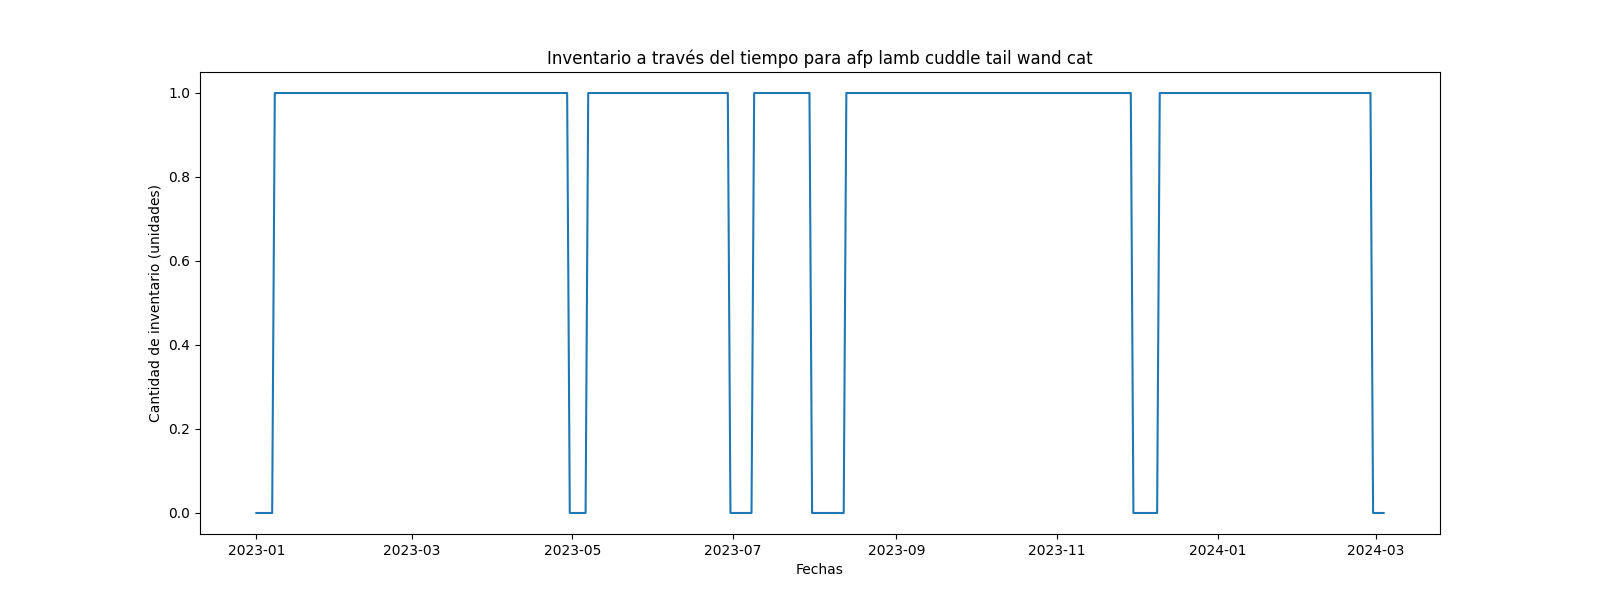 Inventario a través del tiempo para afp lamb cuddle tail wand cat
Cantidad de inventario (unidades)
1.0
0.8
0.6
0.4
0.2
0.0
2023-01 2023-03 2023-05 2023-07 2023-09 2023-11 2024-01 2024-03
Fechas